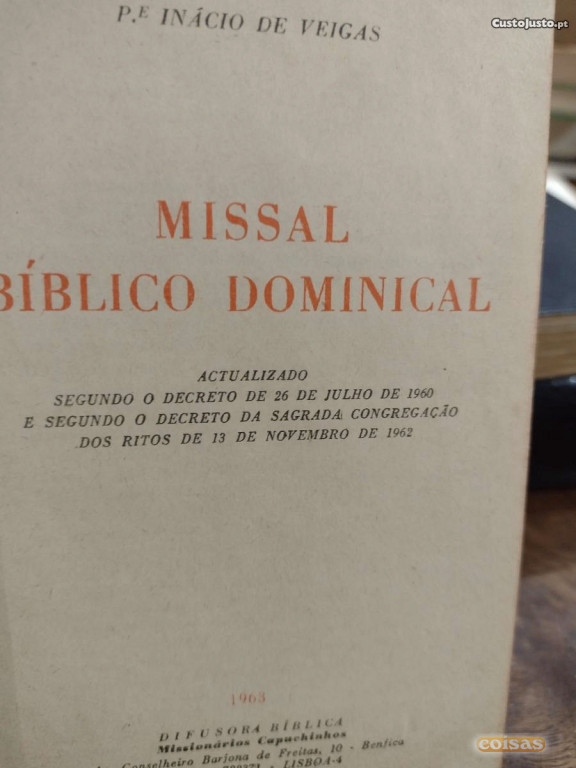 CustoJusto.pt
P.E INÁCIO DE VEIGAS
MISSAL
BÍBLICO DOMINICAL
ACTUALIZADO
SEGUNDO O DECRETO DE 26 DE JULHO DE 1960
E SEGUNDO O DECRETO DA SAGRADA CONGREGAÇÃO
DOS RITOS DE 13 DE NOVEMBRO DE 1962
1963
DIFUSORA BÍBLICA
Missionários Capuchinhos
Conselheiro Barjona de Freitas, 10 - Benfica
- LISBOA-4
coisas